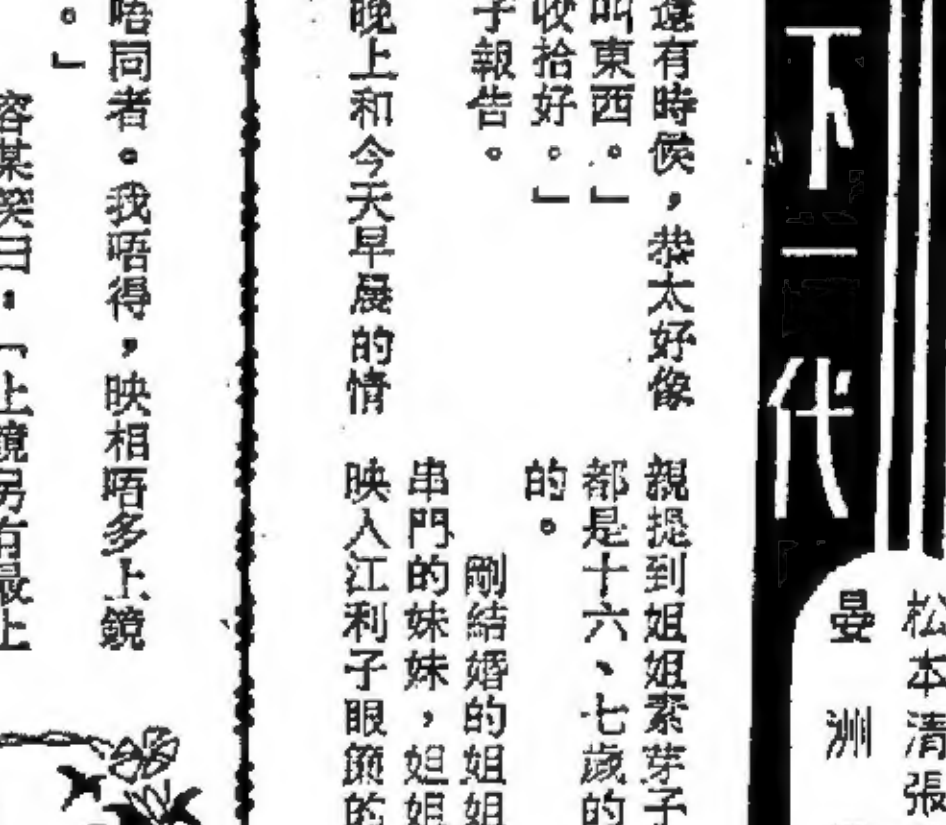 松本清張
晏洲
下一代
還有時候，恭太好像
叫東西。」
收拾好。」
子報告。
晚上和今天早晨的情
親提到姐姐素芽子
都是十六、七歲的
的。
剛結婚的姐姐
串門的妹妹，姐姐
映入江利子眼簾的
唔同者。我唔得，映相唔多上鏡
。」
容某笑曰：「上鏡另有最上